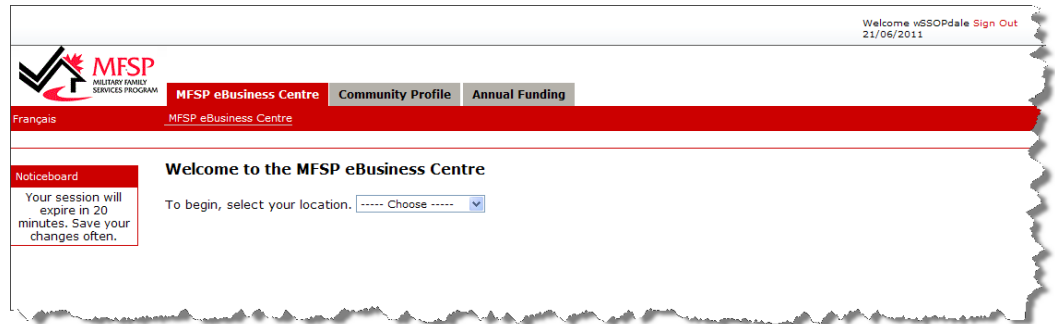 Welcome wSSOPdale Sign Out
21/06/2011
MFSP
MILITARY FAMILY
SERVICES PROGRAM
MFSP eBusiness Centre Community Profile Annual Funding
Français MFSP eBusiness Centre
Noticeboard
Your session will
expire in 20
minutes. Save your
changes often.
Welcome to the MFSP eBusiness Centre
To begin, select your location. ----- Choose -----